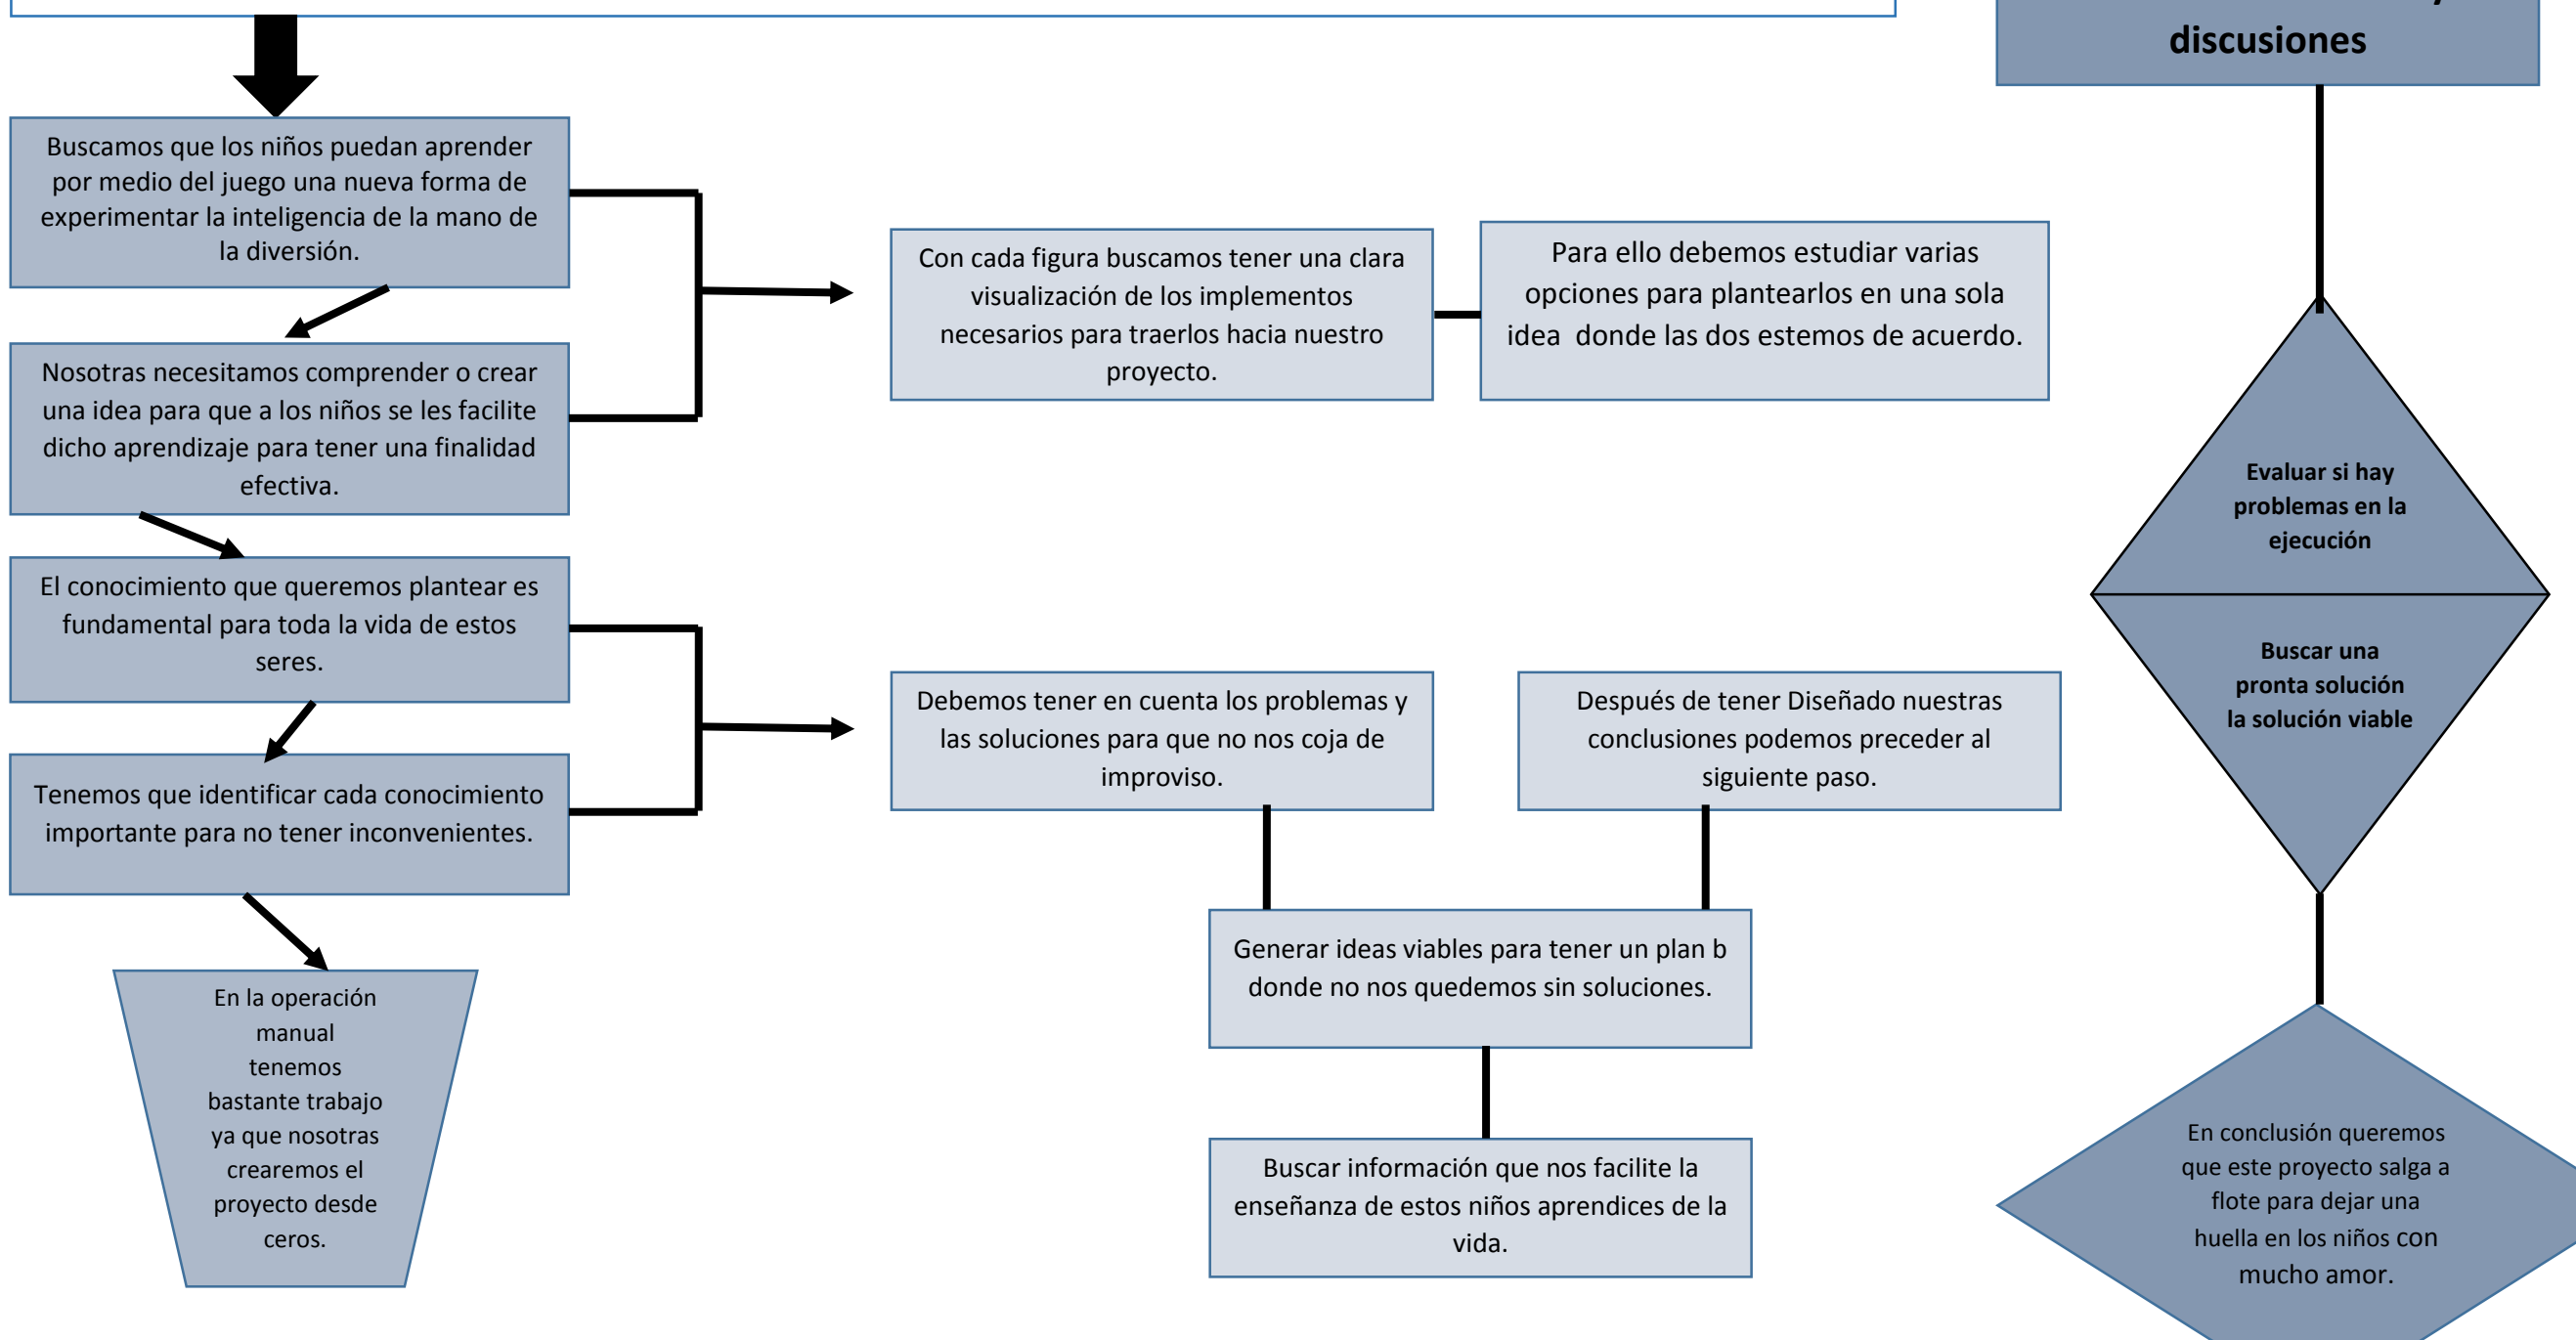 discusiones
Buscamos que los niños puedan aprender
por medio del juego una nueva forma de
experimentar la inteligencia de la mano de
la diversión.
Nosotras necesitamos comprender o crear
una idea para que a los niños se les facilite
dicho aprendizaje para tener una finalidad
efectiva.
El conocimiento que queremos plantear es
fundamental para toda la vida de estos
seres.
Tenemos que identificar cada conocimiento
importante para no tener inconvenientes.
En la operación
manual
tenemos
bastante trabajo
ya que nosotras
crearemos el
proyecto desde
ceros.
Con cada figura buscamos tener una clara
visualización de los implementos
necesarios para traerlos hacia nuestro
proyecto.
Para ello debemos estudiar varias
opciones para plantearlos en una sola
idea  donde las dos estemos de acuerdo.
Debemos tener en cuenta los problemas y
las soluciones para que no nos coja de
improviso.
Después de tener Diseñado nuestras
conclusiones podemos preceder al
siguiente paso.
Generar ideas viables para tener un plan b
donde no nos quedemos sin soluciones.
Buscar información que nos facilite la
enseñanza de estos niños aprendices de la
vida.
Evaluar si hay
problemas en la
ejecución
Buscar una
pronta solución
la solución viable
En conclusión queremos
que este proyecto salga a
flote para dejar una
huella en los niños con
mucho amor.